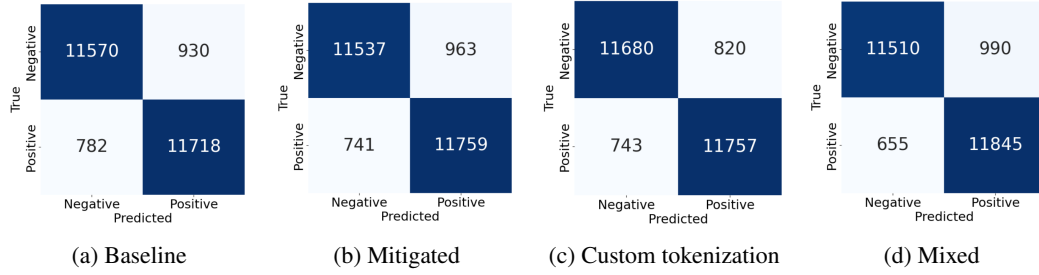 True
Negative
11570
930
Positive
782
11718
Negative
Positive
Predicted
(a) Baseline
True
Negative
11537
963
Positive
741
11759
Negative
Positive
Predicted
(b) Mitigated
True
Negative
11680
820
Positive
743
11757
Negative
Positive
Predicted
(c) Custom tokenization
True
Negative
11510
990
Positive
655
11845
Negative
Positive
Predicted
(d) Mixed